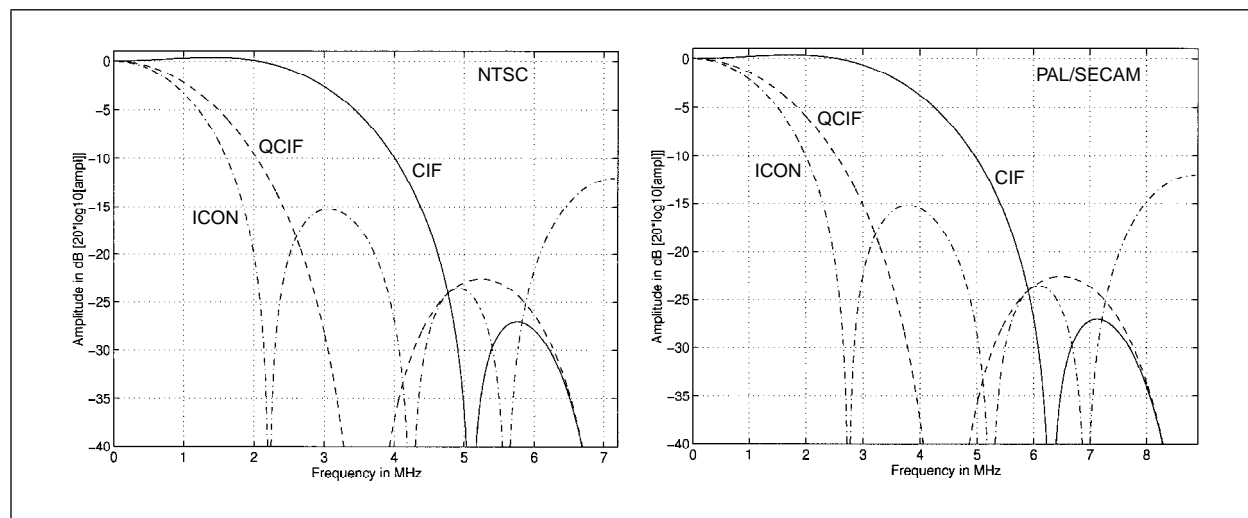 NTSC
QCIF
CIF
ICON
Amplitude in dB [20*log10[ampl]]
0
−5
−10
−15
−20
−25
−30
−35
−40
0 1 2 3 4 5 6 7
Frequency in MHz
PAL/SECAM
QCIF
CIF
ICON
Amplitude in dB [20*log10[ampl]]
0
−5
−10
−15
−20
−25
−30
−35
−40
0 1 2 3 4 5 6 7 8
Frequency in MHz